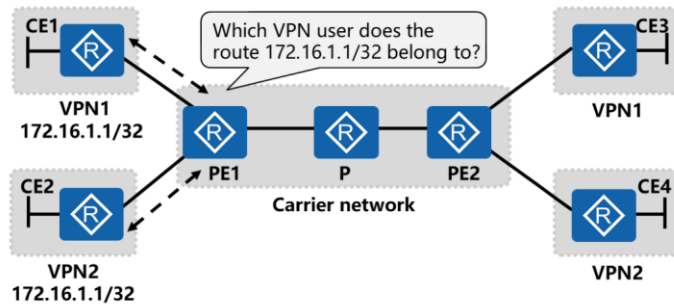 CE1
Which VPN user does the
route 172.16.1.1/32 belong to?
CE3
R
R
VPN1
172.16.1.1/32
VPN1
R
R
R
CE2
PE1
P
PE2
CE4
R
Carrier network
R
VPN2
172.16.1.1/32
VPN2